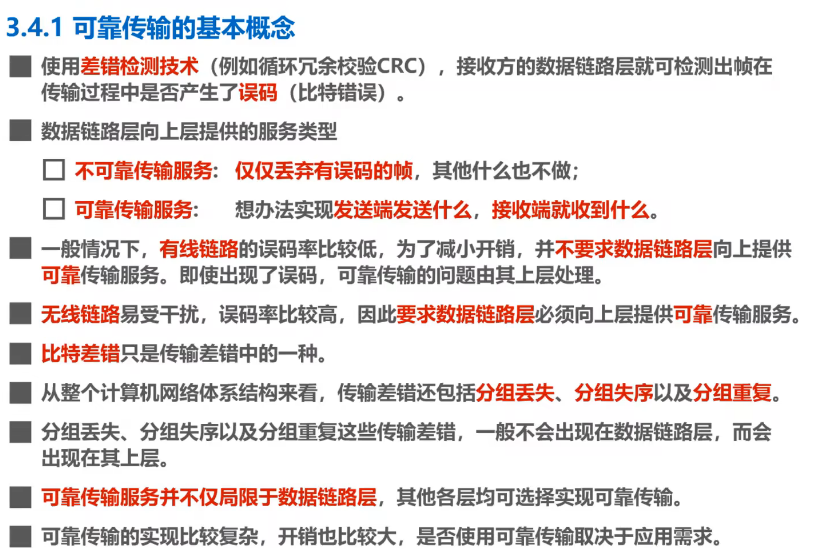 3.4.1 可靠传输的基本概念
使用差错检测技术（例如循环冗余校验CRC），接收方的数据链路层就可检测出帧在
传输过程中是否产生了误码（比特错误）。
数据链路层向上层提供的服务类型
不可靠传输服务：仅仅丢弃有误码的帧，其他什么也不做；
可靠传输服务：想办法实现发送端发送什么，接收端就收到什么。
一般情况下，有线链路的误码率比较低，为了减小开销，并不要求数据链路层向上提供
可靠传输服务。即使出现了误码，可靠传输的问题由其上层处理。
无线链路易受干扰，误码率比较高，因此要求数据链路层必须向上层提供可靠传输服务。
比特差错只是传输差错中的一种。
从整个计算机网络体系结构来看，传输差错还包括分组丢失、分组失序以及分组重复。
分组丢失、分组失序以及分组重复这些传输差错，一般不会出现在数据链路层，而会
出现在其上层。
可靠传输服务并不仅局限于数据链路层，其他各层均可选择实现可靠传输。
可靠传输的实现比较复杂，开销也比较大，是否使用可靠传输取决于应用需求。